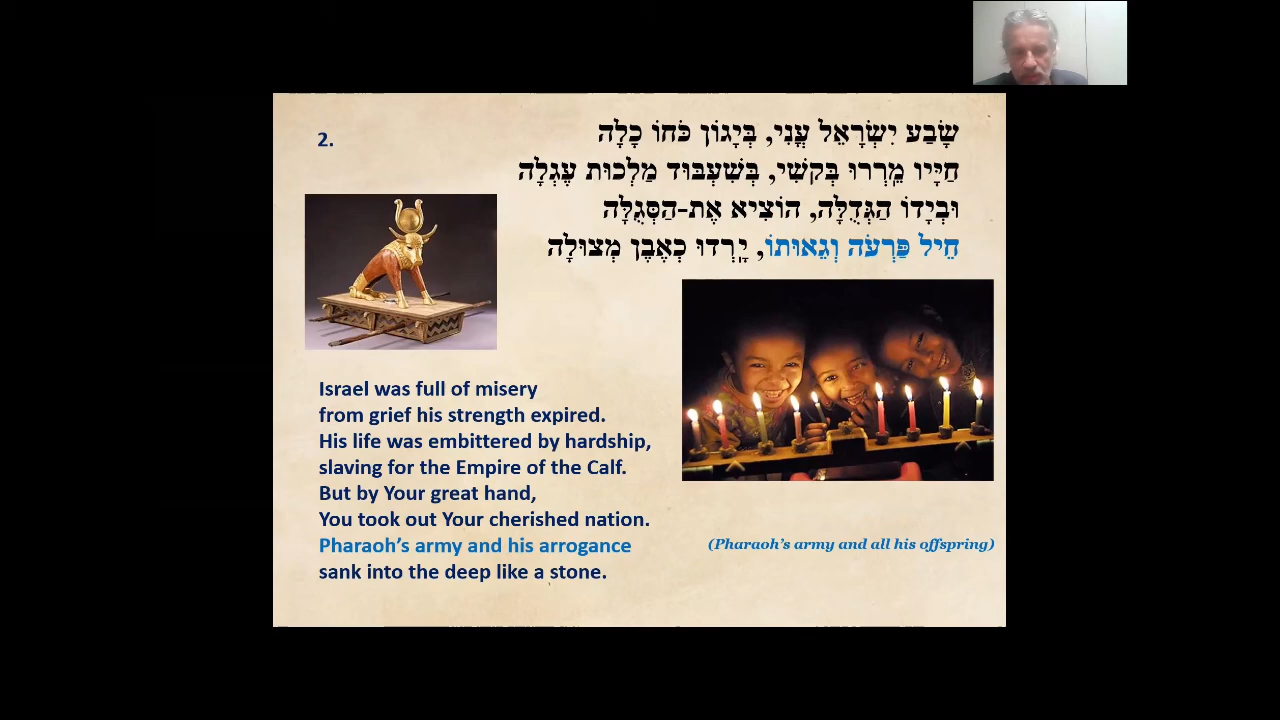 2.
שָׂבַע יִשְׂרָאֵל עֳנִי, בְּיָגוֹן כֹּחוֹ כָלָה
חַיָּיו מֵרְרוּ בְּקֹשִׁי, בְּשִׁעְבּוּד מַלְכוּת עֶגְלָה
וּבְיָדוֹ הַגְּדֻלָה, הוֹצִיא אֶת-הַסְּגֻלָּה
חֵיל פַּרְעֹה וְגַאוּתוֹ, יָרְדוּ כְּאֶבֶן מְצוּלָה
Israel was full of misery
from grief his strength expired.
His life was embittered by hardship,
slaving for the Empire of the Calf.
But by Your great hand,
You took out Your cherished nation.
Pharaoh’s army and his arrogance
sank into the deep like a stone.
(Pharaoh’s army and all his offspring)